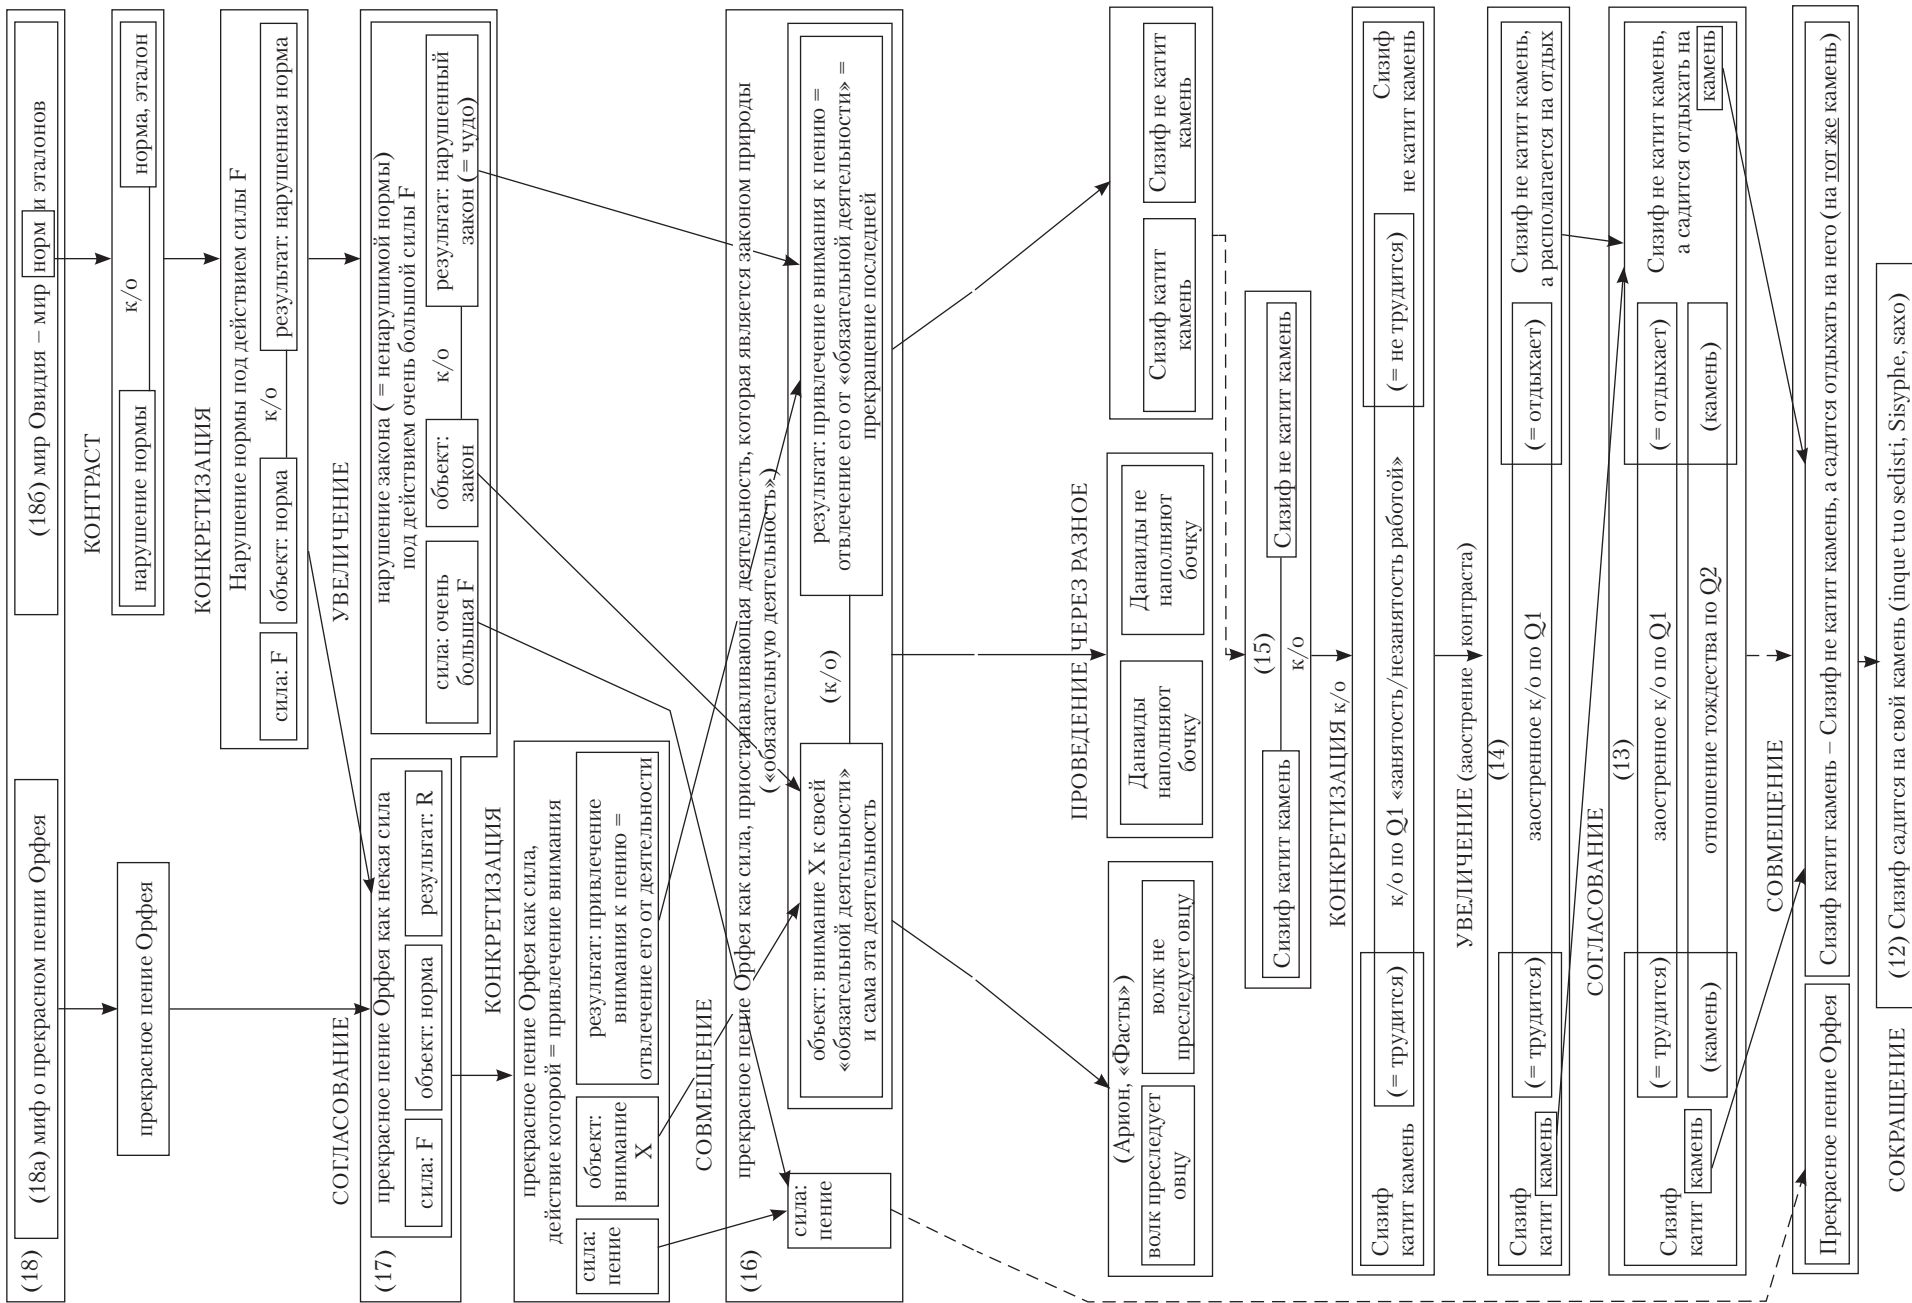 (18)
(18а) миф о прекрасном пении Орфея
(18б) мир Овидия – мир норм и эталонов
КОНТРАСТ
прекрасное пение Орфея
нарушение нормы
к/о
норма, эталон
КОНКРЕТИЗАЦИЯ
Нарушение нормы под действием силы F
сила: F
объект: норма
к/о
результат: нарушенная норма
СОГЛАСОВАНИЕ
УВЕЛИЧЕНИЕ
(17)
прекрасное пение Орфея как некая сила
сила: F
объект: норма
результат: R
нарушение закона ( = ненарушимой нормы)
под действием очень большой силы F
сила: очень
большая F
объект:
закон
к/о
результат: нарушенный
закон (= чудо)
КОНКРЕТИЗАЦИЯ
прекрасное пение Орфея как сила,
действие которой = привлечение внимания
сила:
пение
объект:
внимание
X
результат: привлечение
внимания к пению =
отвлечение его от деятельности
СОВМЕЩЕНИЕ
(16)
прекрасное пение Орфея как сила, приостанавливающая деятельность, которая является законом природы
(«обязательную деятельность»)
сила:
пение
объект: внимание X к своей
«обязательной деятельности»
и сама эта деятельность
(к/о)
результат: привлечение внимания к пению =
отвлечение его от «обязательной деятельности» =
прекращение последней
ПРОВЕДЕНИЕ ЧЕРЕЗ РАЗНОЕ
(Арион, «Фасты»)
волк преследует
овцу
волк не
преследует овцу
Данаиды
наполняют
бочку
Данаиды не
наполняют
бочку
Сизиф катит
камень
Сизиф не катит
камень
(15)
Сизиф катит камень
к/о
Сизиф не катит камень
КОНКРЕТИЗАЦИЯ к/о
Сизиф
катит камень
(= трудится)
к/о по Q1 «занятость/незанятость работой»
(= не трудится)
Сизиф
не катит камень
УВЕЛИЧЕНИЕ (заострение контраста)
(14)
Сизиф
катит камень
(= трудится)
заостренное к/о по Q1
(= отдыхает)
Сизиф не катит камень,
а располагается на отдых
СОГЛАСОВАНИЕ
(13)
Сизиф
катит камень
(= трудится)
заостренное к/о по Q1
(= отдыхает)
(камень)
отношение тождества по Q2
(камень)
Сизиф не катит камень,
а садится отдыхать на
камень
СОВМЕЩЕНИЕ
Прекрасное пение Орфея
Сизиф катит камень – Сизиф не катит камень, а садится отдыхать на него (на тот же камень)
СОКРАЩЕНИЕ
(12) Сизиф садится на свой камень (inque tuo sedisti, Sisyphe, saxo)